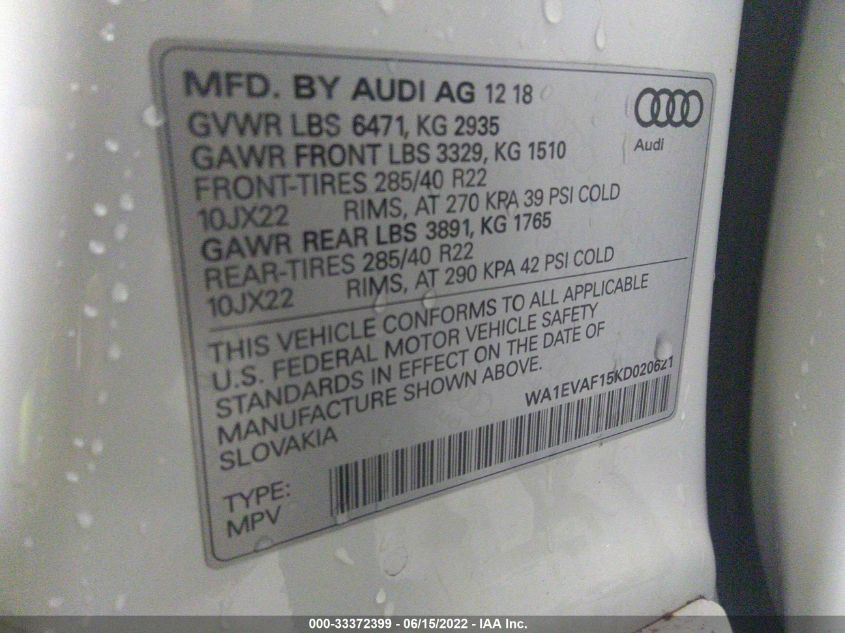 MFD. BY AUDI AG 12 18
GVWR LBS 6471, KG 2935
GAWR FRONT LBS 3329, KG 1510
FRONT-TIRES 285/40 R22
10JX22 RIMS, AT 270 KPA 39 PSI COLD
GAWR REAR LBS 3891, KG 1765
REAR-TIRES 285/40 R22
10JX22 RIMS, AT 290 KPA 42 PSI COLD
Audi
THIS VEHICLE CONFORMS TO ALL APPLICABLE
U.S. FEDERAL MOTOR VEHICLE SAFETY
STANDARDS IN EFFECT ON THE DATE OF
MANUFACTURE SHOWN ABOVE.
SLOVAKIA
WA1EVAF15KD020621
TYPE:
MPV
000-33372399 - 06/15/2022 - IAA Inc.